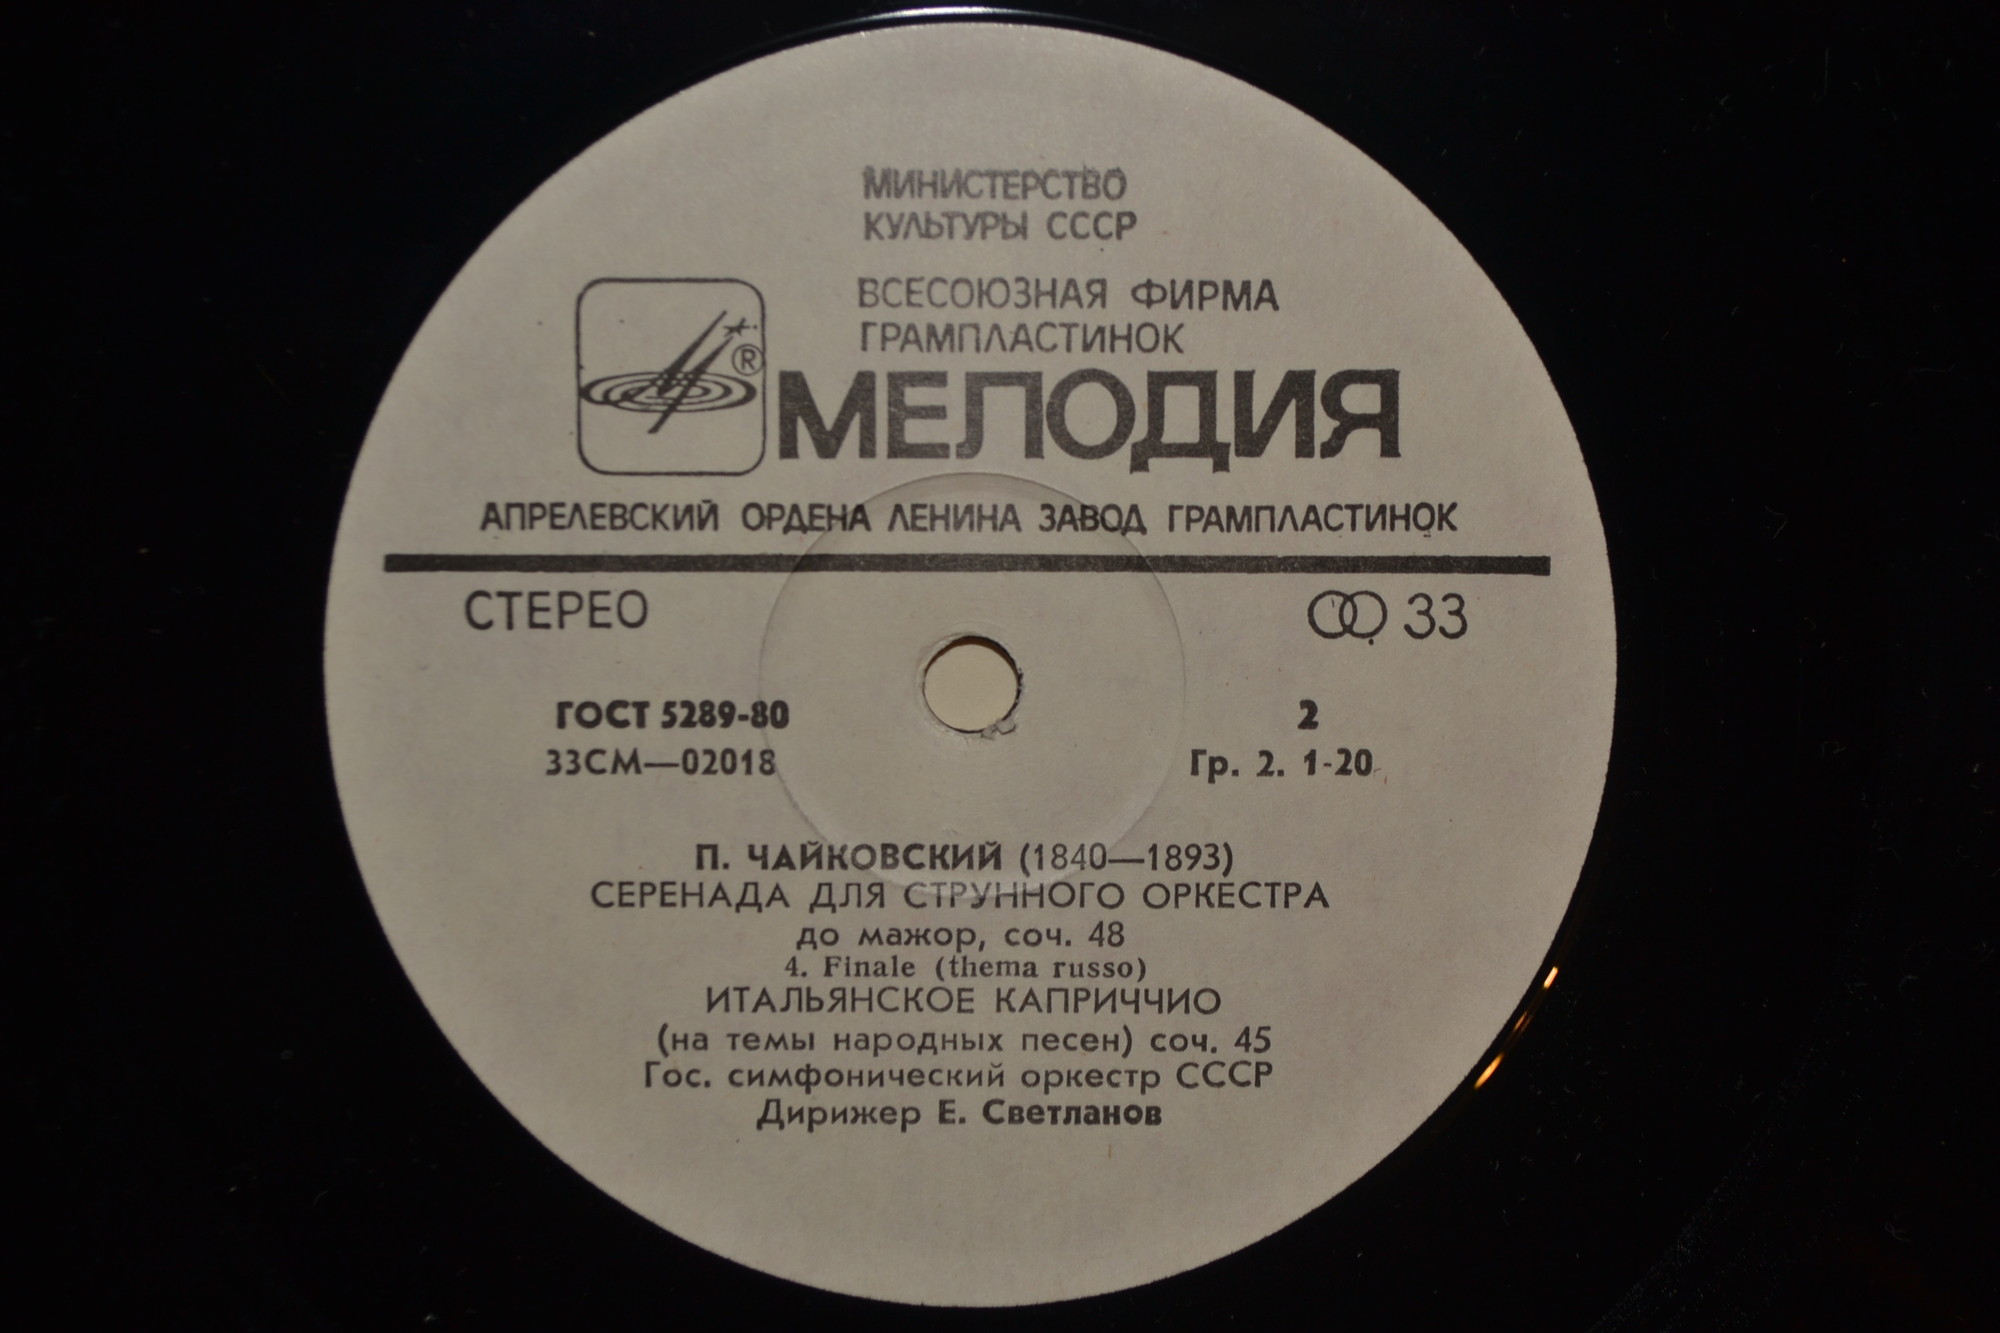 МИНИСТЕРСТВО
КУЛЬТУРЫ СССР
ВСЕСОЮЗНАЯ ФИРМА
ГРАМПЛАСТИНОК
®
МЕЛОДИЯ
АПРЕЛЕВСКИЙ ОРДЕНА ЛЕНИНА ЗАВОД ГРАМПЛАСТИНОК
СТЕРЕО 33
ГОСТ 5289-80 2
33СМ—02018 Гр. 2. 1-20
П. ЧАЙКОВСКИЙ (1840—1893)
СЕРЕНАДА ДЛЯ СТРУННОГО ОРКЕСТРА
до мажор, соч. 48
4. Finale (thema russo)
ИТАЛЬЯНСКОЕ КАПРИЧЧИО
(на темы народных песен) соч. 45
Гос. симфонический оркестр СССР
Дирижер Е. Светланов